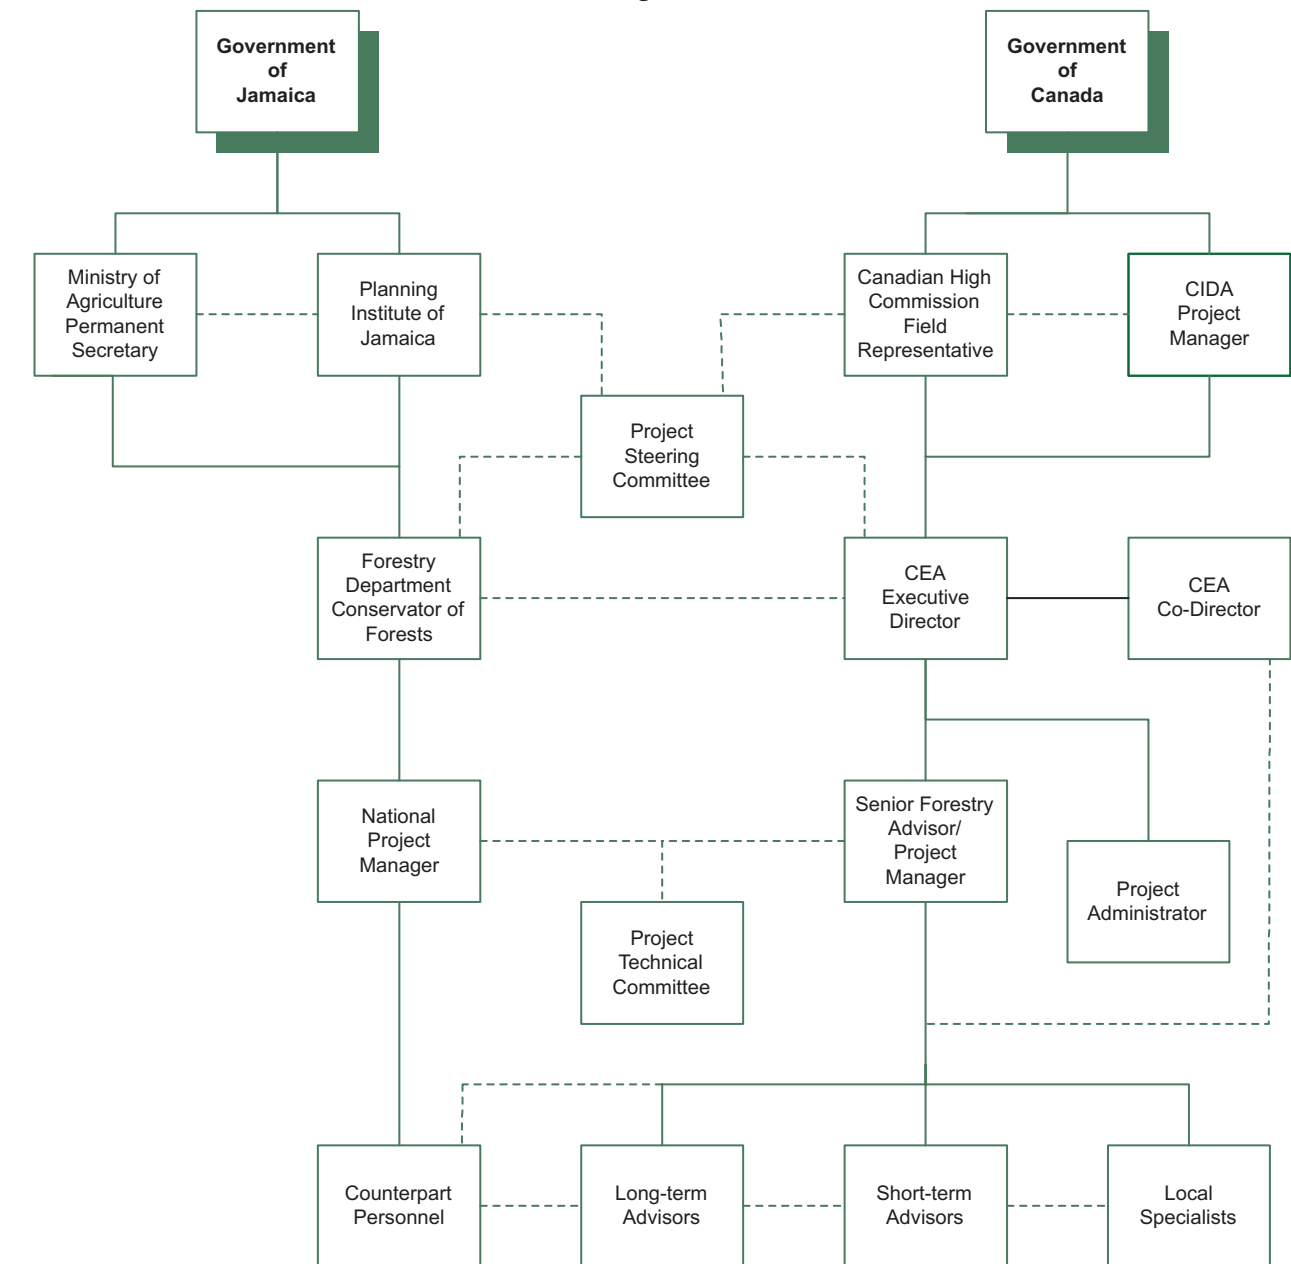 Government
of
Jamaica
Government
of
Canada
Ministry of
Agriculture
Permanent
Secretary
Planning
Institute of
Jamaica
Canadian High
Commission
Field
Representative
CIDA
Project
Manager
Project
Steering
Committee
Forestry
Department
Conservator of
Forests
CEA
Executive
Director
CEA
Co-Director
National
Project
Manager
Senior Forestry
Advisor/
Project
Manager
Project
Administrator
Project
Technical
Committee
Counterpart
Personnel
Long-term
Advisors
Short-term
Advisors
Local
Specialists